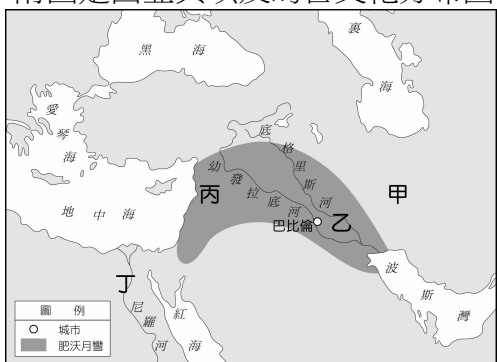 黑海
裏海
愛琴海
底格里斯河
幼發拉底河
丙
甲
地中海
巴比倫
乙
波斯灣
丁
尼羅河
紅海
圖例
城市
肥沃月彎